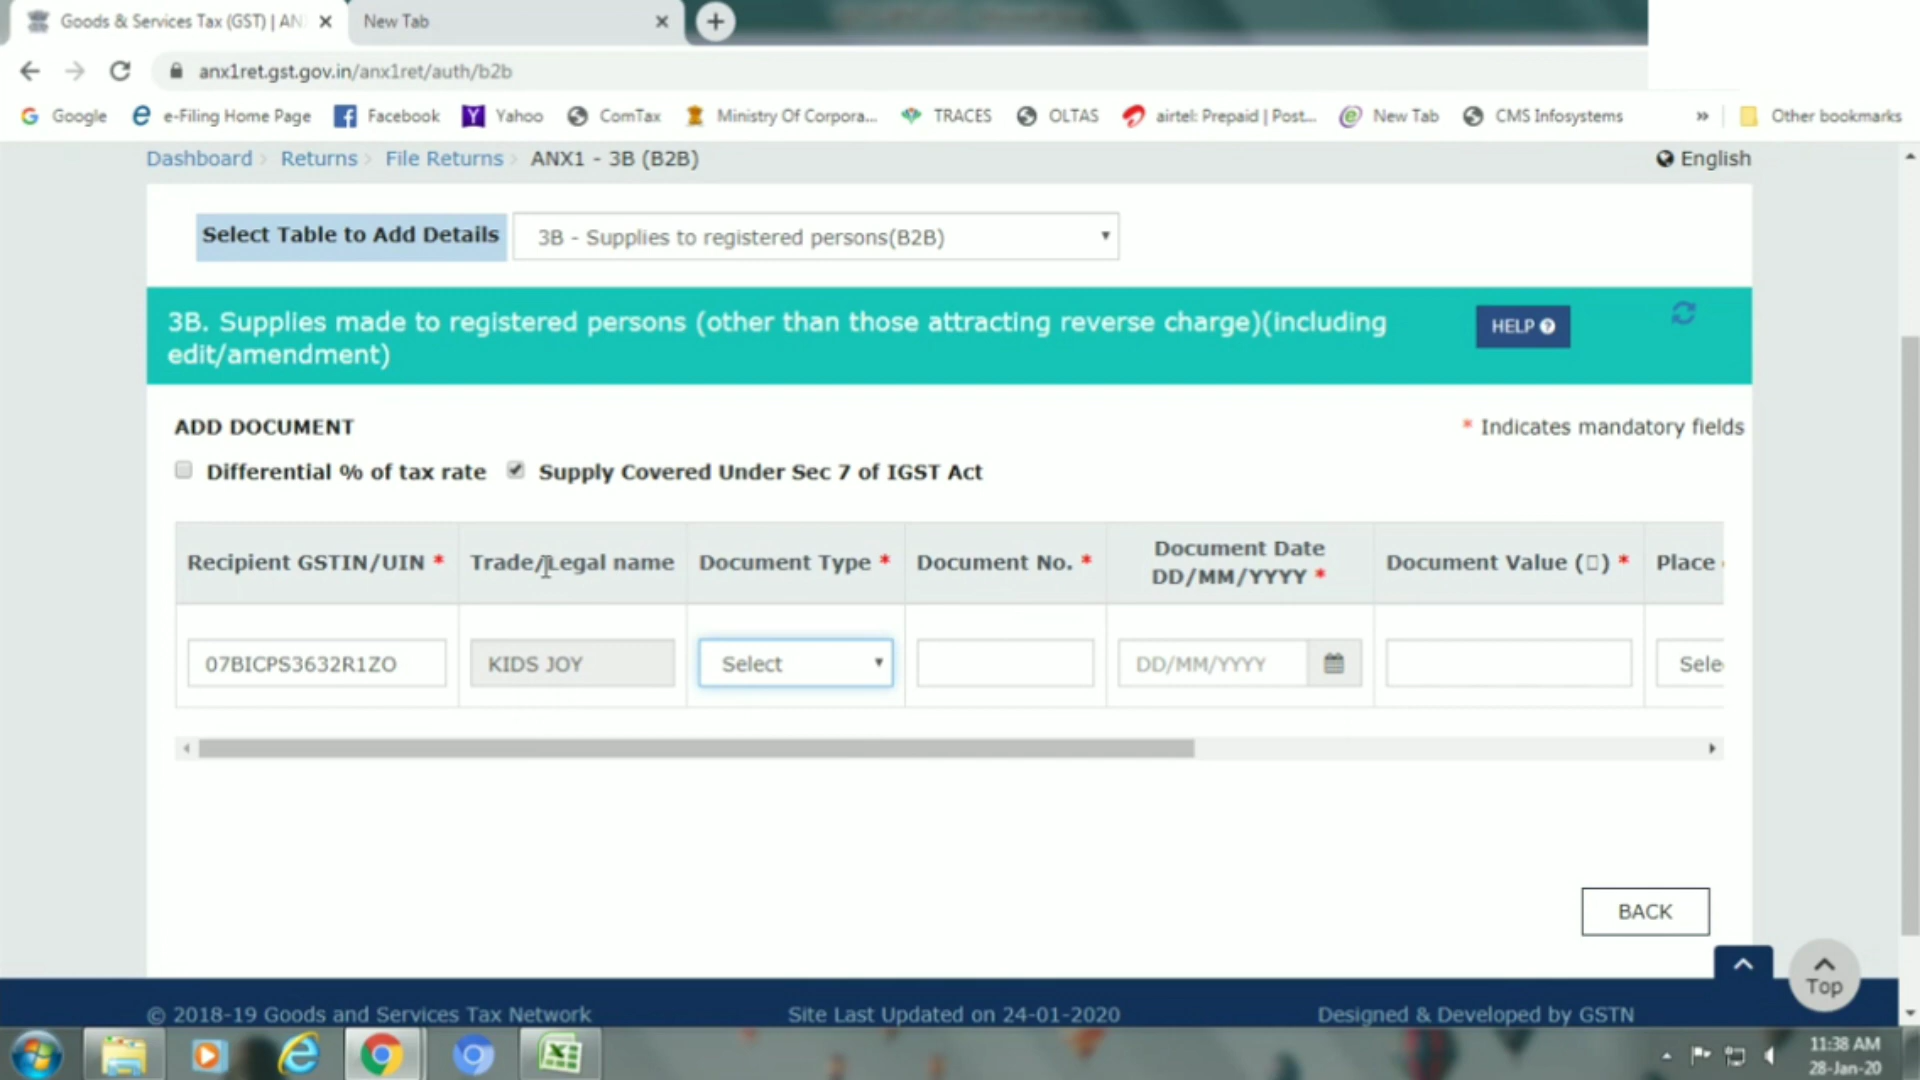 Goods & Services Tax (GST) | AN
New Tab
anx1ret.gst.gov.in/anx1ret/auth/b2b
Google
e-Filing Home Page
Facebook
Yahoo
ComTax
Ministry Of Corpora...
TRACES
OLTAS
airtel: Prepaid | Post...
New Tab
CMS Infosystems
»
Other bookmarks
Dashboard > Returns > File Returns > ANX1 - 3B (B2B)
English
Select Table to Add Details
3B - Supplies to registered persons(B2B)
3B. Supplies made to registered persons (other than those attracting reverse charge)(including
edit/amendment)
HELP
ADD DOCUMENT
* Indicates mandatory fields
Differential % of tax rate
Supply Covered Under Sec 7 of IGST Act
Recipient GSTIN/UIN *
Trade/Legal name
Document Type *
Document No. *
Document Date
DD/MM/YYYY *
Document Value (▯) *
Place
07BICPS3632R1ZO
KIDS JOY
Select
DD/MM/YYYY
Sele
BACK
Top
© 2018-19 Goods and Services Tax Network
Site Last Updated on 24-01-2020
Designed & Developed by GSTN
11:38 AM
28-Jan-20